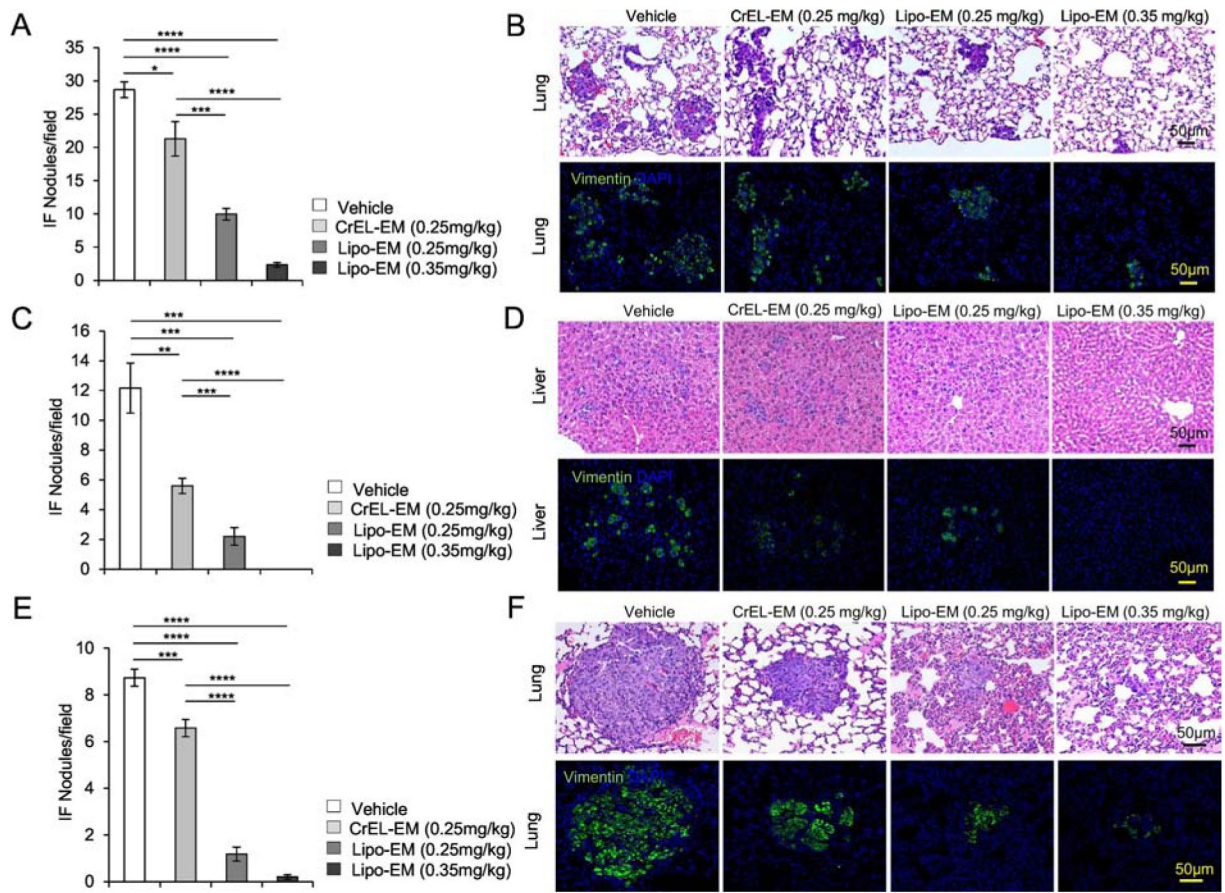 A
IF Nodules/field
35
30
25
20
15
10
5
0
****
****
*
****
***
Vehicle
CrEL-EM (0.25mg/kg)
Lipo-EM (0.25mg/kg)
Lipo-EM (0.35mg/kg)
B
Vehicle CrEL-EM (0.25 mg/kg) Lipo-EM (0.25 mg/kg) Lipo-EM (0.35 mg/kg)
Lung
50µm
Lung
Vimentin DAPI
50µm
C
IF Nodules/field
16
14
12
10
8
6
4
2
0
***
***
**
****
***
Vehicle
CrEL-EM (0.25mg/kg)
Lipo-EM (0.25mg/kg)
Lipo-EM (0.35mg/kg)
D
Vehicle CrEL-EM (0.25 mg/kg) Lipo-EM (0.25 mg/kg) Lipo-EM (0.35 mg/kg)
Liver
50µm
Liver
Vimentin DAPI
50µm
E
IF Nodules/field
10
8
6
4
2
0
****
****
***
****
****
Vehicle
CrEL-EM (0.25mg/kg)
Lipo-EM (0.25mg/kg)
Lipo-EM (0.35mg/kg)
F
Vehicle CrEL-EM (0.25 mg/kg) Lipo-EM (0.25 mg/kg) Lipo-EM (0.35 mg/kg)
Lung
50µm
Lung
Vimentin DAPI
50µm